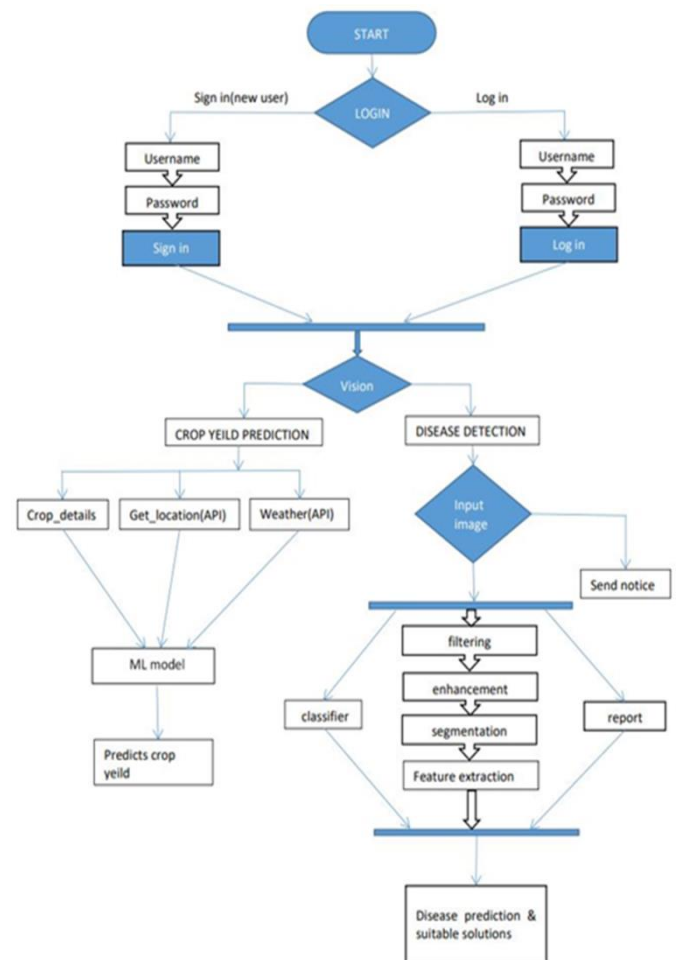 START
Sign in(new user)
LOGIN
Log in
Username
Password
Sign in
Username
Password
Log in
Vision
CROP YEILD PREDICTION
DISEASE DETECTION
Crop_details
Get_location(API)
Weather(API)
Input
image
Send notice
ML model
Predicts crop
yeild
filtering
enhancement
segmentation
Feature extraction
classifier
report
Disease prediction &
suitable solutions